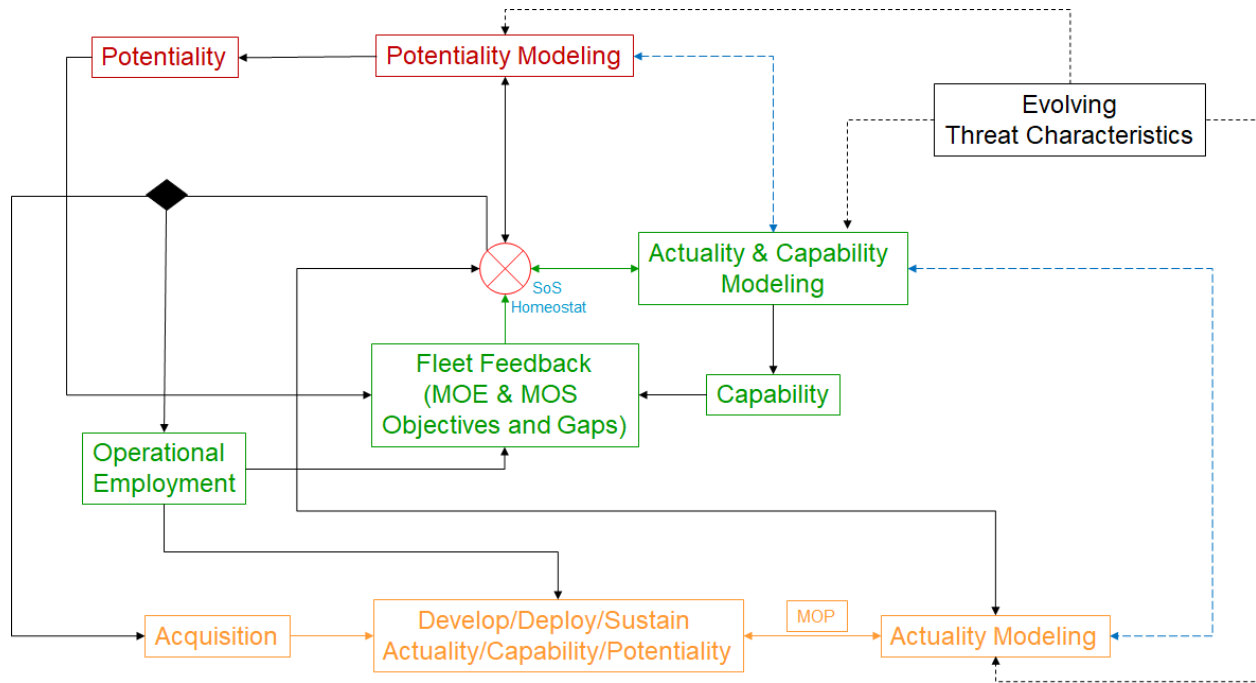 Potentiality
Potentiality Modeling
Evolving
Threat Characteristics
Actuality & Capability
Modeling
SoS
Homeostat
Fleet Feedback
(MOE & MOS
Objectives and Gaps)
Capability
Operational
Employment
Acquisition
Develop/Deploy/Sustain
Actuality/Capability/Potentiality
MOP
Actuality Modeling